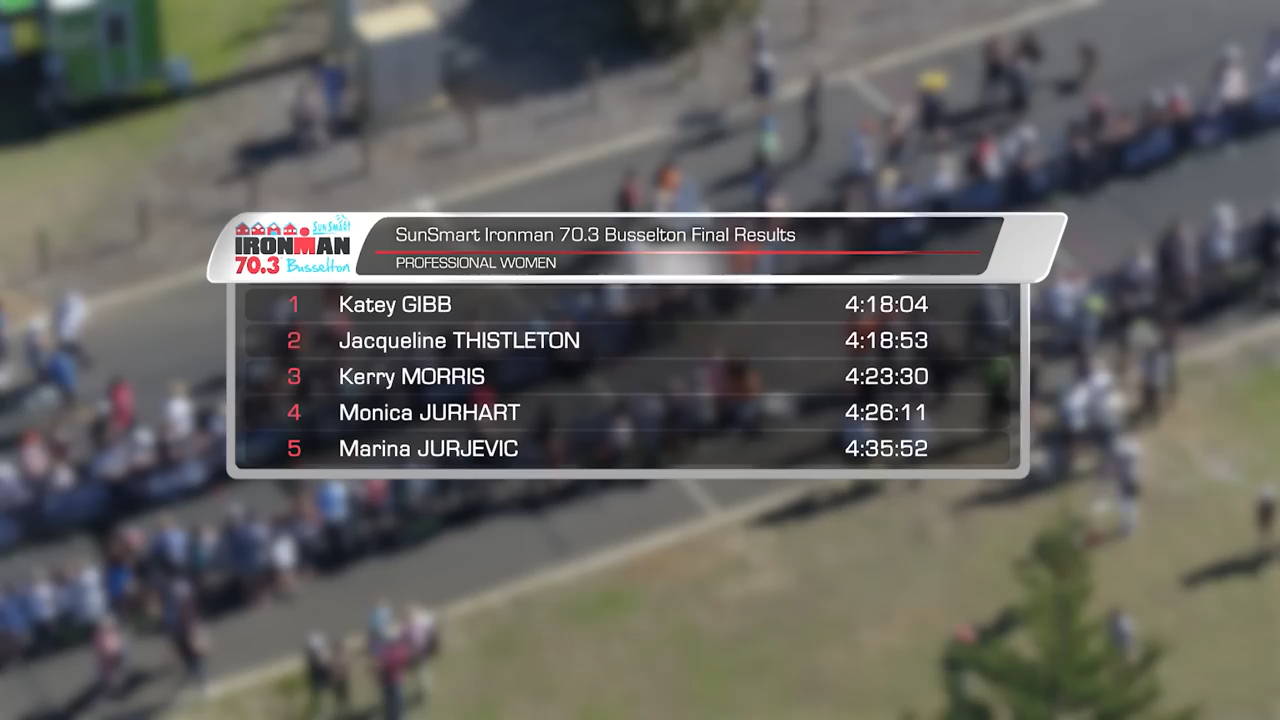 SunSmart
IRONMAN
70.3 Busselton
SunSmart Ironman 70.3 Busselton Final Results
PROFESSIONAL WOMEN
1 Katey GIBB 4:18:04
2 Jacqueline THISTLETON 4:18:53
3 Kerry MORRIS 4:23:30
4 Monica JURHART 4:26:11
5 Marina JURJEVIC 4:35:52